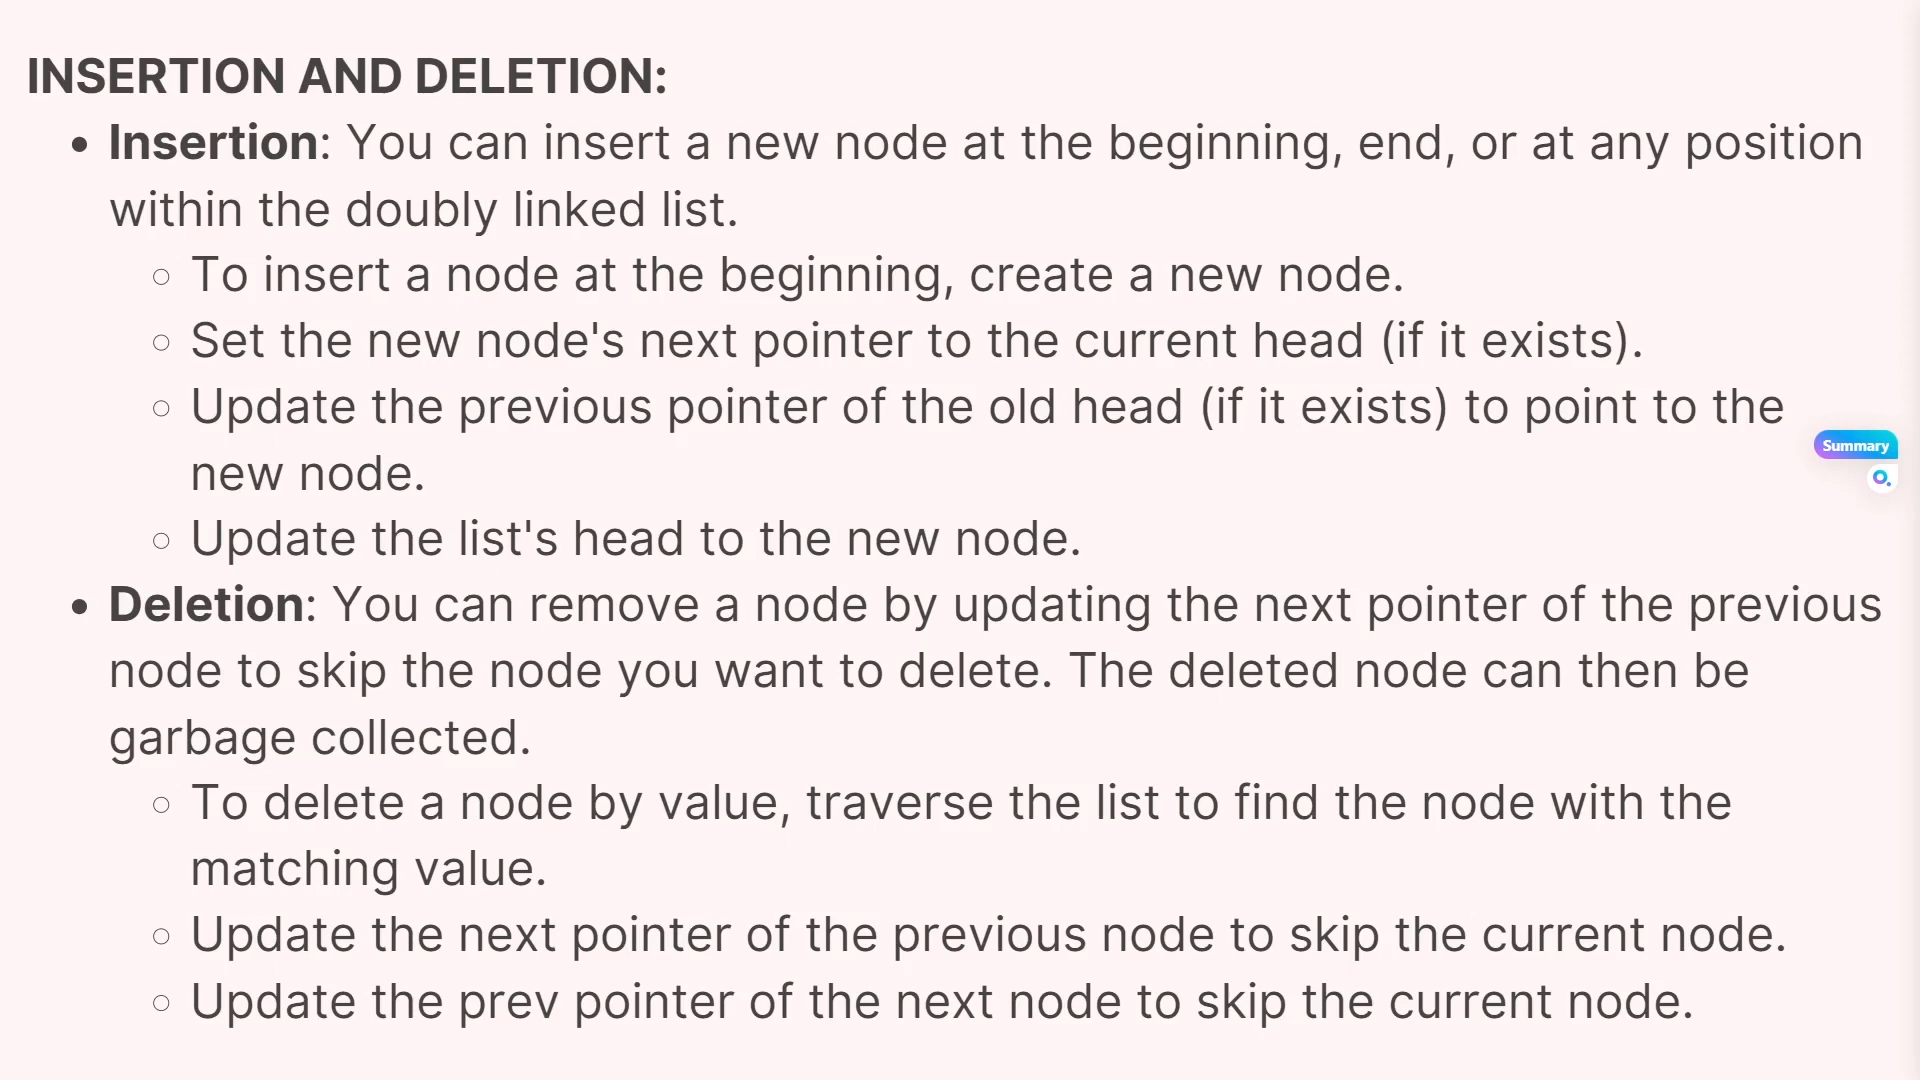 INSERTION AND DELETION:
• Insertion: You can insert a new node at the beginning, end, or at any position
within the doubly linked list.
◦ To insert a node at the beginning, create a new node.
◦ Set the new node's next pointer to the current head (if it exists).
◦ Update the previous pointer of the old head (if it exists) to point to the
new node.
◦ Update the list's head to the new node.
• Deletion: You can remove a node by updating the next pointer of the previous
node to skip the node you want to delete. The deleted node can then be
garbage collected.
◦ To delete a node by value, traverse the list to find the node with the
matching value.
◦ Update the next pointer of the previous node to skip the current node.
◦ Update the prev pointer of the next node to skip the current node.
Summary